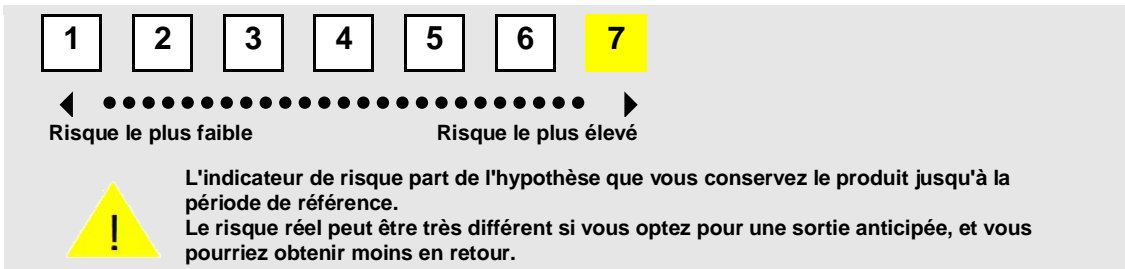 1 2 3 4 5 6 7
Risque le plus faible Risque le plus élevé
L'indicateur de risque part de l'hypothèse que vous conservez le produit jusqu'à la
période de référence.
Le risque réel peut être très différent si vous optez pour une sortie anticipée, et vous
pourriez obtenir moins en retour.
!